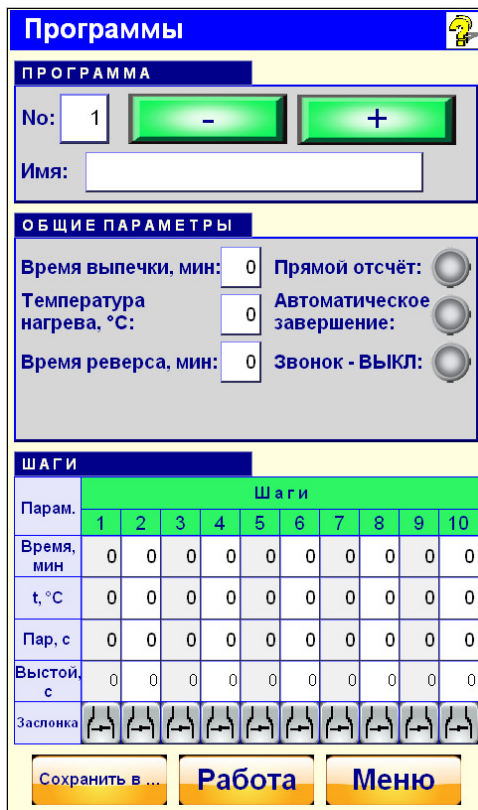 Программы
ПРОГРАММА
No: 1 - +
Имя:
ОБЩИЕ ПАРАМЕТРЫ
Время выпечки, мин: 0 Прямой отсчёт:
Температура нагрева, °C: 0 Автоматическое завершение:
Время реверса, мин: 0 Звонок - ВЫКЛ:
ШАГИ
Парам. Шаги
1 2 3 4 5 6 7 8 9 10
Время, мин 0 0 0 0 0 0 0 0 0 0
t, °C 0 0 0 0 0 0 0 0 0 0
Пар, с 0 0 0 0 0 0 0 0 0 0
Выстой, с 0 0 0 0 0 0 0 0 0 0
Заслонка
Сохранить в ... Работа Меню